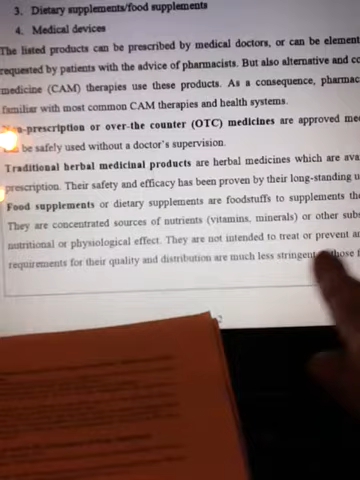 3. Dietary supplements/food supplements
4. Medical devices
The listed products can be prescribed by medical doctors, or can be element
requested by patients with the advice of pharmacists. But also alternative and co
medicine (CAM) therapies use these products. As a consequence, pharmac
familiar with most common CAM therapies and health systems.
-prescription or over-the counter (OTC) medicines are approved med
be safely used without a doctor's supervision.
Traditional herbal medicinal products are herbal medicines which are ava
prescription. Their safety and efficacy has been proven by their long-standing u
Food supplements or dietary supplements are foodstuffs to supplements the
They are concentrated sources of nutrients (vitamins, minerals) or other subs
nutritional or physiological effect. They are not intended to treat or prevent an
requirements for their quality and distribution are much less stringent those f
2